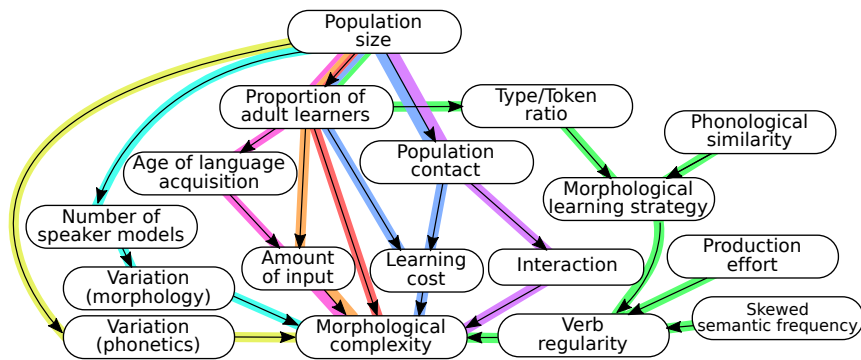 Population
size
Proportion of
adult learners
Type/Token
ratio
Phonological
similarity
Age of language
acquisition
Population
contact
Morphological
learning strategy
Number of
speaker models
Amount
of input
Learning
cost
Interaction
Production
effort
Variation
(morphology)
Variation
(phonetics)
Morphological
complexity
Verb
regularity
Skewed
semantic frequency